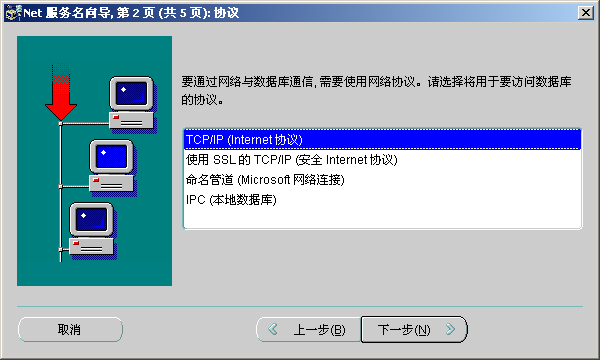 Net 服务名向导, 第 2 页 (共 5 页): 协议
要通过网络与数据库通信,需要使用网络协议。请选择将用于要访问数据库
的协议。
TCP/IP (Internet 协议)
使用 SSL 的 TCP/IP (安全 Internet 协议)
命名管道 (Microsoft 网络连接)
IPC (本地数据库)
取消
上一步(B)
下一步(N)